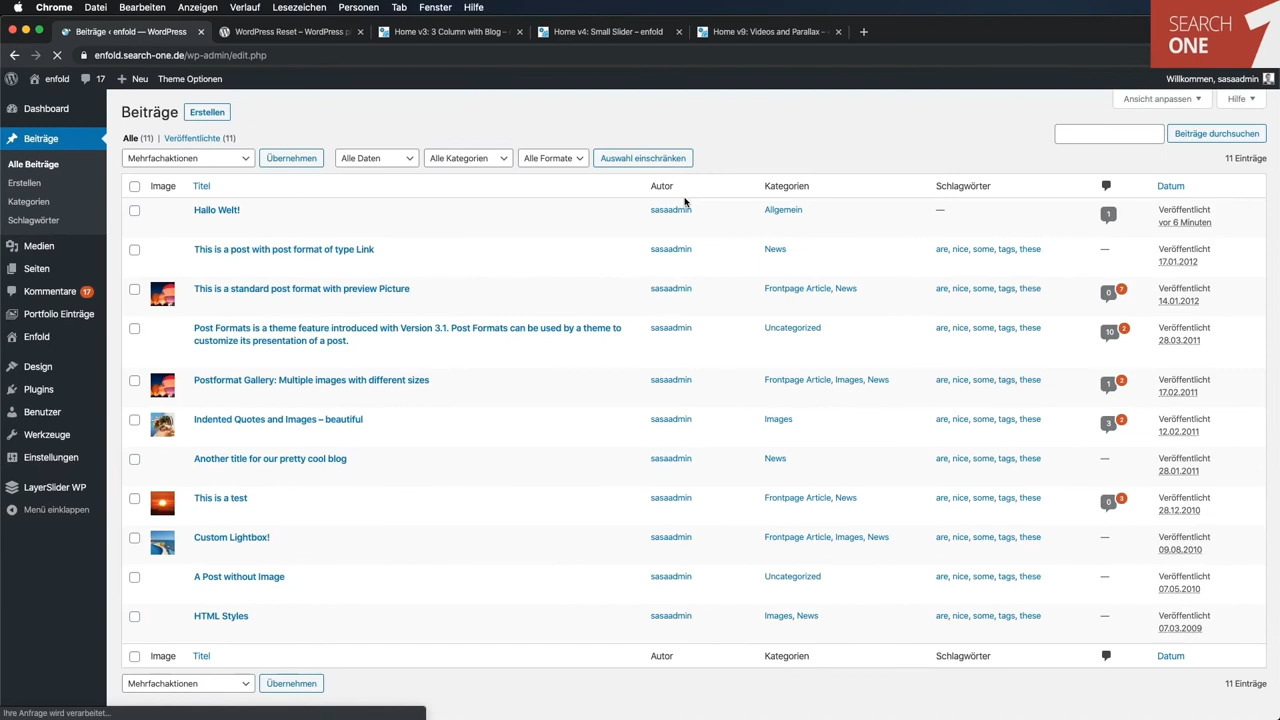 Chrome Datei Bearbeiten Anzeigen Verlauf Lesezeichen Personen Tab Fenster Hilfe
SEARCH
ONE
Beiträge ‹ enfold — WordPress
WordPress Reset – WordPress p
Home v3: 3 Column with Blog -
Home v4: Small Slider – enfold
Home v9: Videos and Parallax –
enfold.search-one.de/wp-admin/edit.php
enfold 17 Neu Theme Options
Willkommen, sasaadmin
Dashboard
Beiträge
Alle Beiträge
Erstellen
Kategorien
Schlagwörter
Medien
Seiten
Kommentare 17
Portfolio Einträge
Enfold
Design
Plugins
Benutzer
Werkzeuge
Einstellungen
LayerSlider WP
Menü einklappen
Ansicht anpassen Hilfe
Beiträge Erstellen
Alle (11) | Veröffentlichte (11)
Beiträge durchsuchen
Mehrfachaktionen Übernehmen Alle Daten Alle Kategorien Alle Formate Auswahl einschränken
11 Einträge
Image Titel Autor Kategorien Schlagwörter Datum
Hallo Welt! sasaadmin Allgemein — 1 Veröffentlicht
vor 6 Minuten
This is a post with post format of type Link sasaadmin News are, nice, some, tags, these — Veröffentlicht
17.01.2012
This is a standard post format with preview Picture sasaadmin Frontpage Article, News are, nice, some, tags, these 0 7 Veröffentlicht
14.01.2012
Post Formats is a theme feature introduced with Version 3.1. Post Formats can be used by a theme to sasaadmin Uncategorized are, nice, some, tags, these 10 2 Veröffentlicht
customize its presentation of a post. 28.03.2011
Postformat Gallery: Multiple images with different sizes sasaadmin Frontpage Article, Images, News are, nice, some, tags, these 1 2 Veröffentlicht
17.02.2011
Indented Quotes and Images – beautiful sasaadmin Images are, nice, some, tags, these 3 2 Veröffentlicht
12.02.2011
Another title for our pretty cool blog sasaadmin News are, nice, some, tags, these — Veröffentlicht
28.01.2011
This is a test sasaadmin Frontpage Article, News are, nice, some, tags, these 0 3 Veröffentlicht
28.12.2010
Custom Lightbox! sasaadmin Frontpage Article, Images, News are, nice, some, tags, these — Veröffentlicht
09.08.2010
A Post without Image sasaadmin Uncategorized are, nice, some, tags, these — Veröffentlicht
07.05.2010
HTML Styles sasaadmin Images, News are, nice, some, tags, these — Veröffentlicht
07.03.2009
Image Titel Autor Kategorien Schlagwörter Datum
Mehrfachaktionen Übernehmen
11 Einträge
Ihre Anfrage wird verarbeitet...